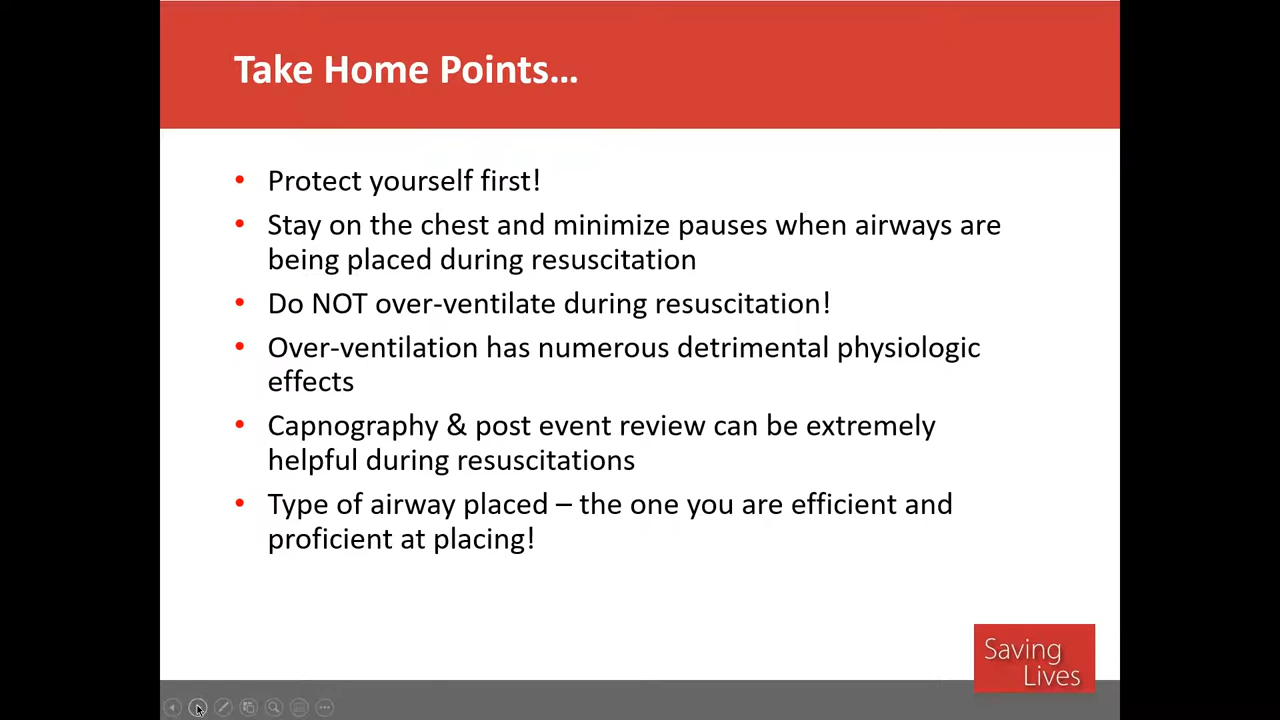 Take Home Points...
• Protect yourself first!
• Stay on the chest and minimize pauses when airways are
being placed during resuscitation
• Do NOT over-ventilate during resuscitation!
• Over-ventilation has numerous detrimental physiologic
effects
• Capnography & post event review can be extremely
helpful during resuscitations
• Type of airway placed – the one you are efficient and
proficient at placing!
Saving
Lives